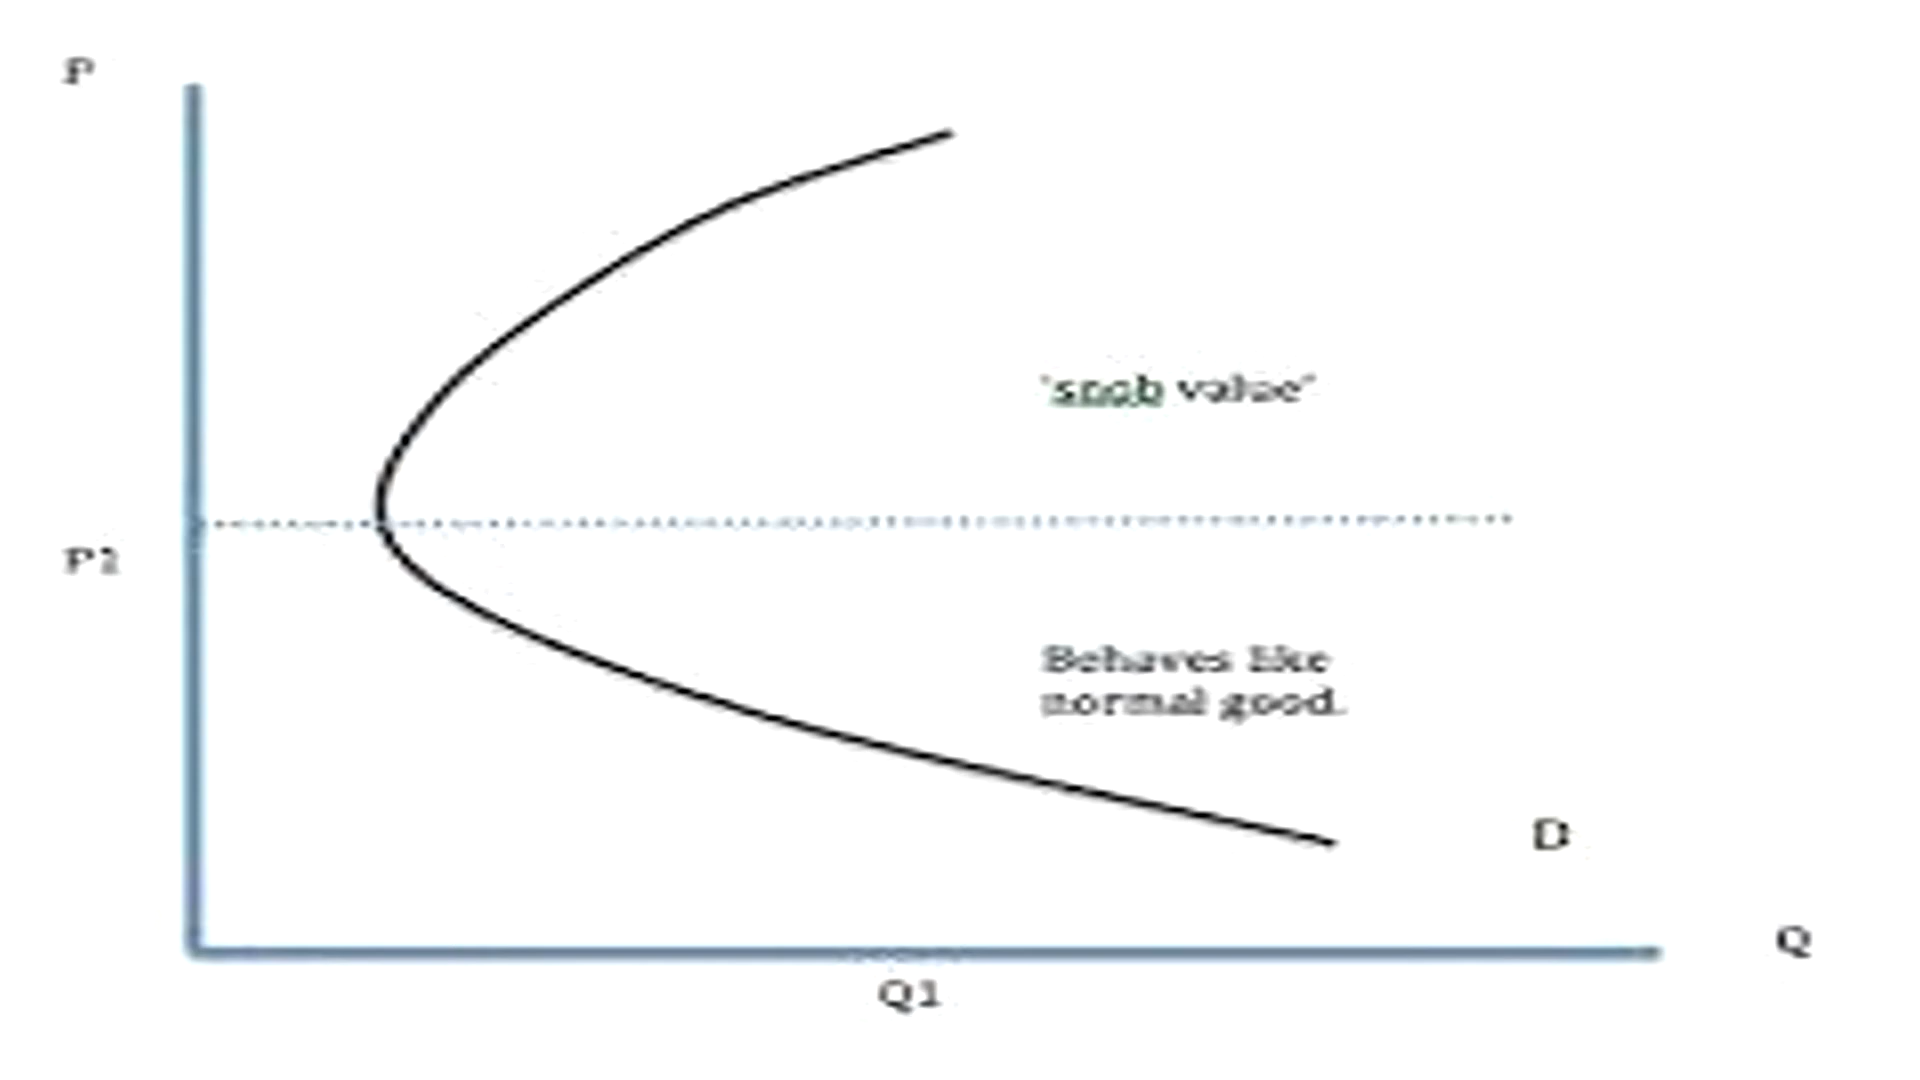 P
'snob value'
P1
Behaves like
normal good.
D
Q
Q1